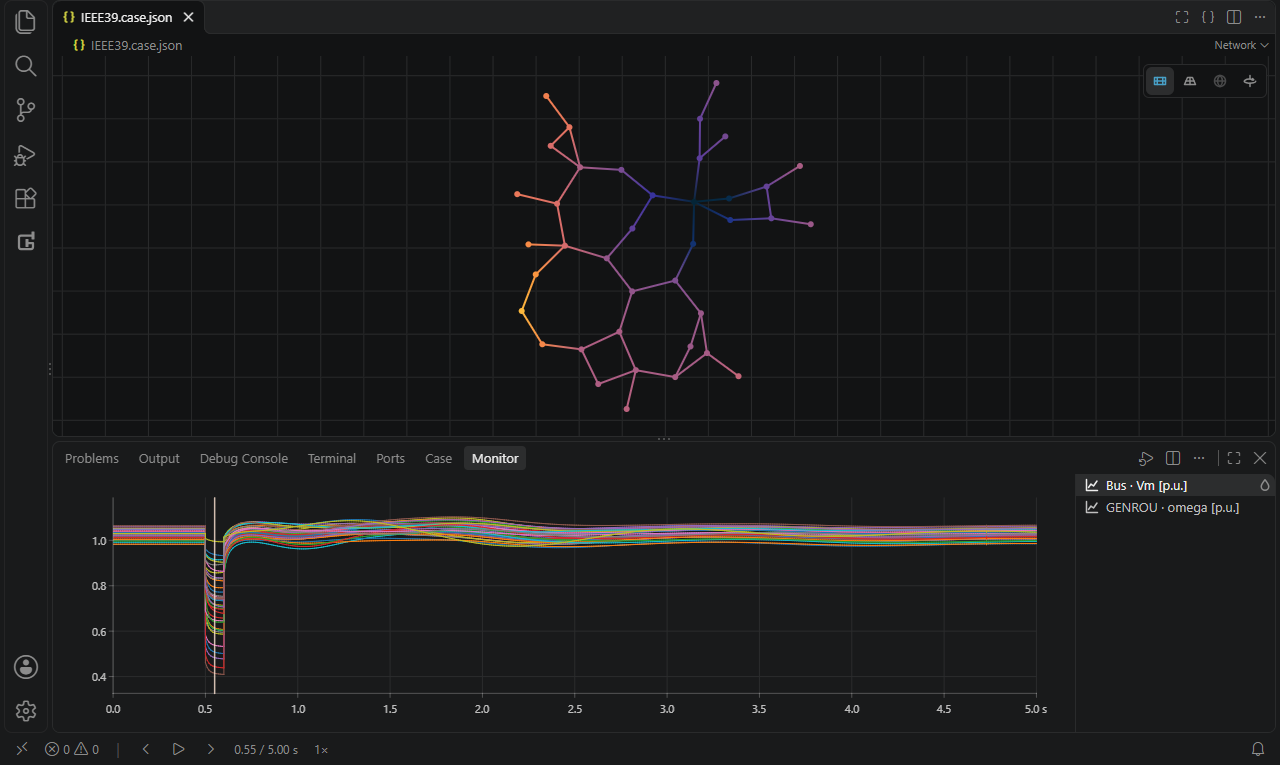 {} IEEE39.case.json
{} IEEE39.case.json
Network
Problems Output Debug Console Terminal Ports Case Monitor
Bus · Vm [p.u.]
GENROU · omega [p.u.]
1.0
0.8
0.6
0.4
0.0 0.5 1.0 1.5 2.0 2.5 3.0 3.5 4.0 4.5 5.0 s
0 0 0.55 / 5.00 s 1×